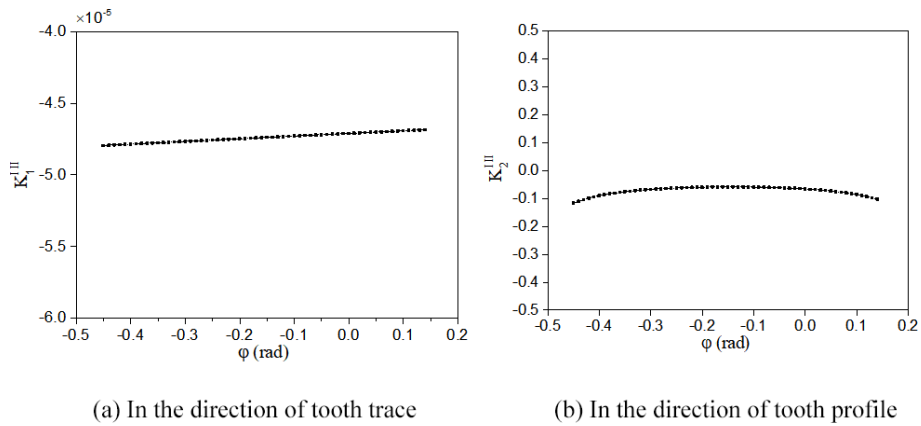 ×10⁻⁵
-4.0
-4.5
-5.0
-5.5
-6.0
K₁ᴵ ᴵᴵ
-0.5 -0.4 -0.3 -0.2 -0.1 0.0 0.1 0.2
φ (rad)
(a) In the direction of tooth trace
0.5
0.4
0.3
0.2
0.1
0.0
-0.1
-0.2
-0.3
-0.4
-0.5
K₂ᴵ ᴵᴵ
-0.5 -0.4 -0.3 -0.2 -0.1 0.0 0.1 0.2
φ (rad)
(b) In the direction of tooth profile